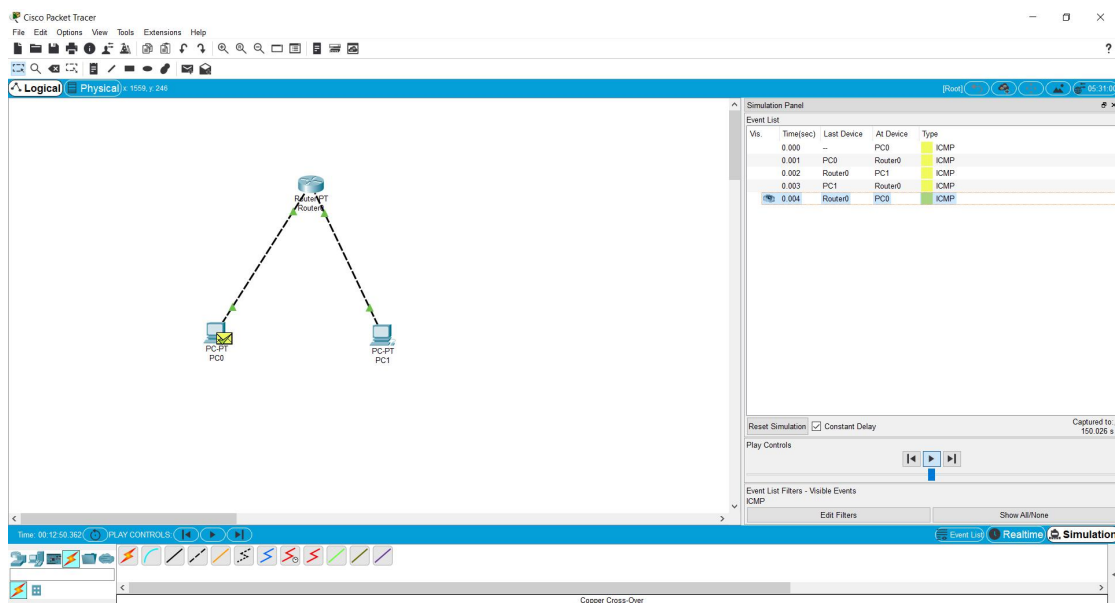 Cisco Packet Tracer
File Edit Options View Tools Extensions Help
?
Logical Physical x: 1559, y: 246 [Root] 05:31:00
Simulation Panel
Event List
Vis. Time(sec) Last Device At Device Type
0.000 -- PC0 ICMP
0.001 PC0 Router0 ICMP
0.002 Router0 PC1 ICMP
0.003 PC1 Router0 ICMP
0.004 Router0 PC0 ICMP
Router-PT
Router0
PC-PT
PC0
PC-PT
PC1
Reset Simulation Constant Delay Captured to:
150.026 s
Play Controls
Event List Filters - Visible Events
ICMP
Edit Filters Show All/None
Time: 00:12:50.362 PLAY CONTROLS: Event List Realtime Simulation
Copper Cross-Over